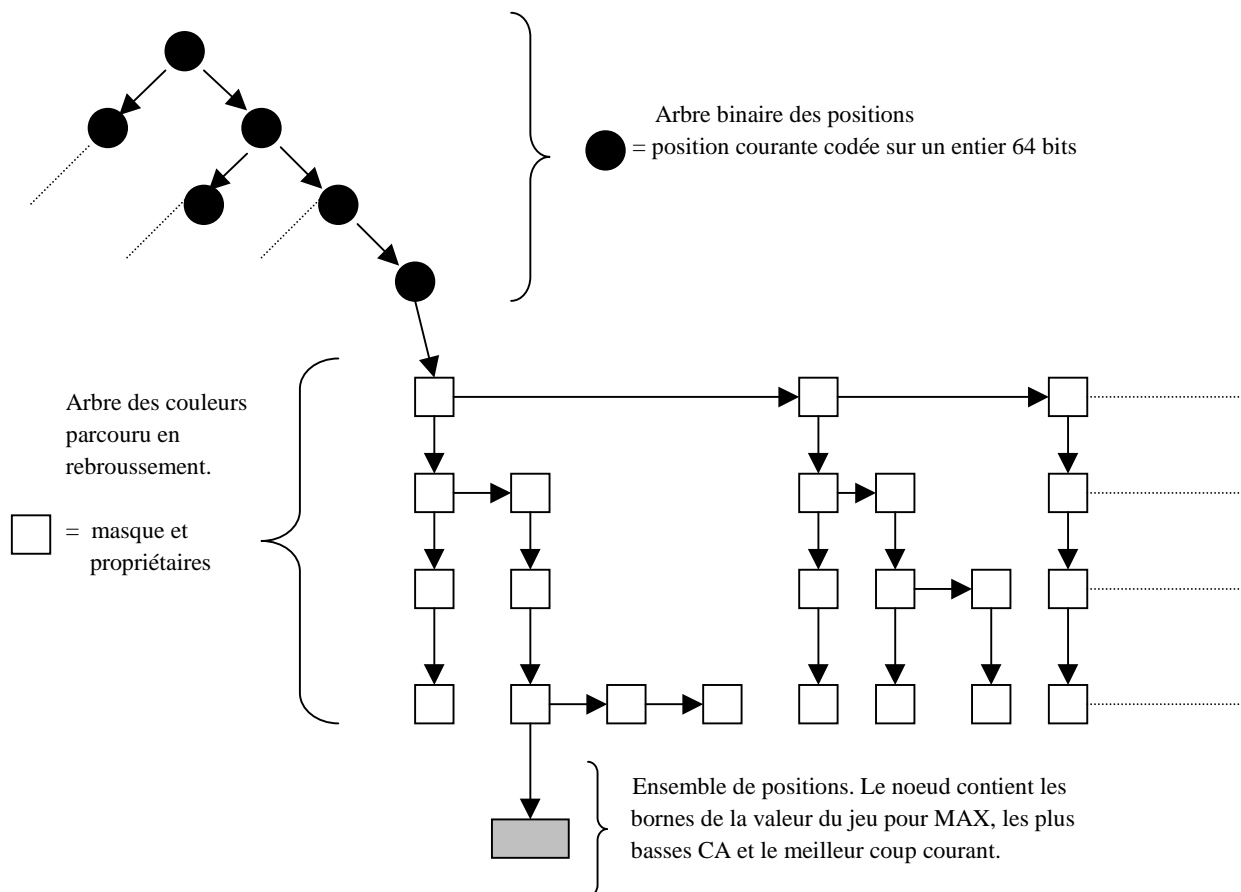 Arbre binaire des positions
= position courante codée sur un entier 64 bits
Arbre des couleurs
parcouru en
rebroussement.
= masque et
propriétaires
Ensemble de positions. Le noeud contient les
bornes de la valeur du jeu pour MAX, les plus
basses CA et le meilleur coup courant.